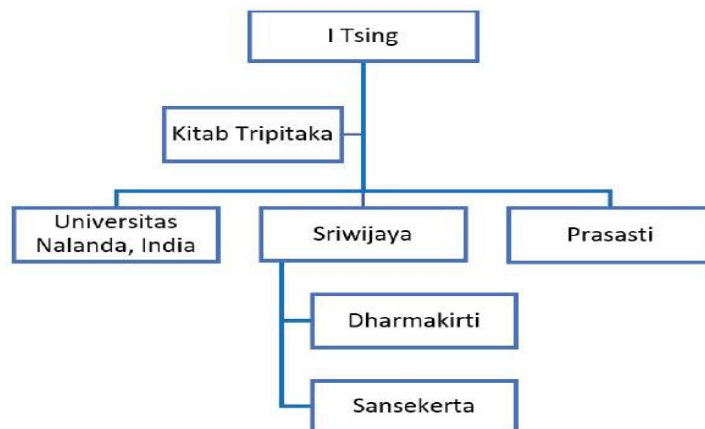 I Tsing
Kitab Tripitaka
Universitas
Nalanda, India
Sriwijaya
Prasasti
Dharmakirti
Sansekerta